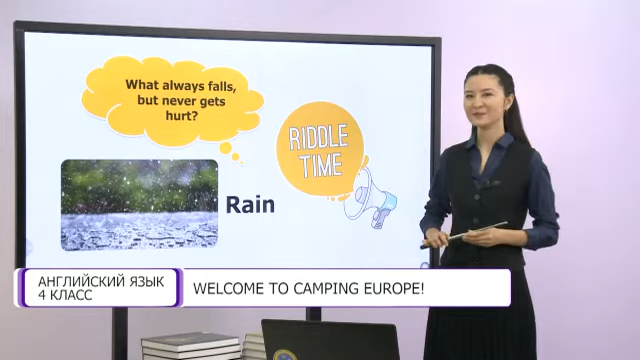 What always falls,
but never gets
hurt?
RIDDLE
TIME
Rain
АНГЛИЙСКИЙ ЯЗЫК
4 КЛАСС
WELCOME TO CAMPING EUROPE!